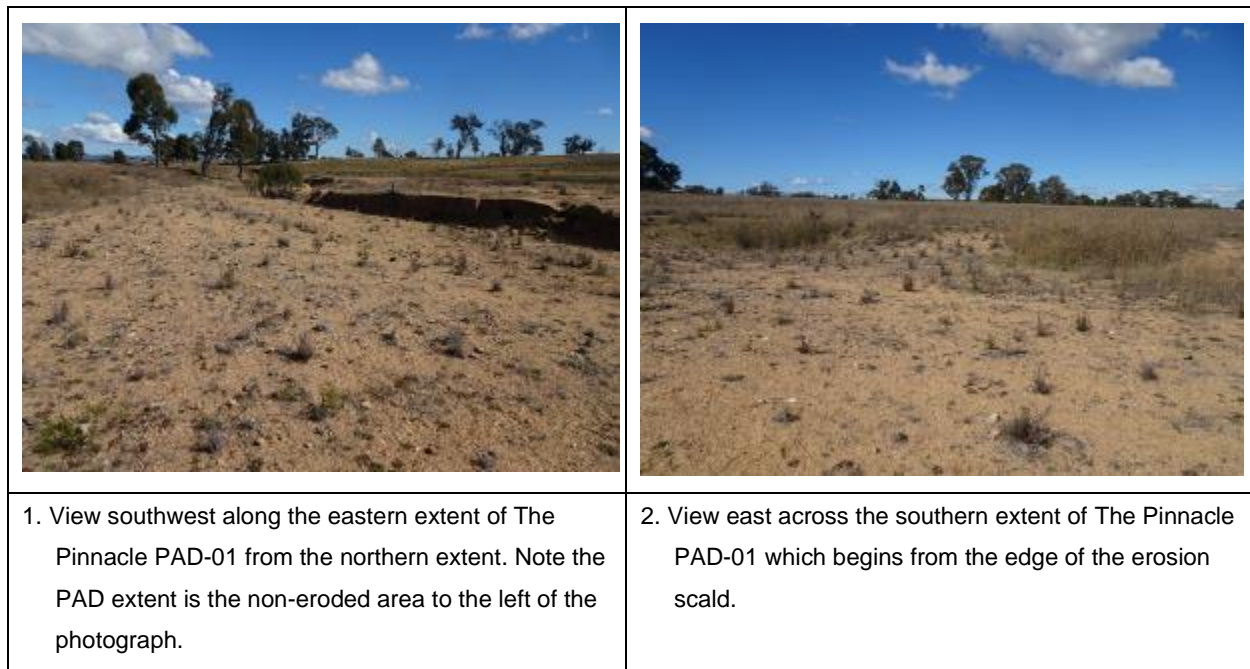 1. View southwest along the eastern extent of The
Pinnacle PAD-01 from the northern extent. Note the
PAD extent is the non-eroded area to the left of the
photograph.
2. View east across the southern extent of The Pinnacle
PAD-01 which begins from the edge of the erosion
scald.